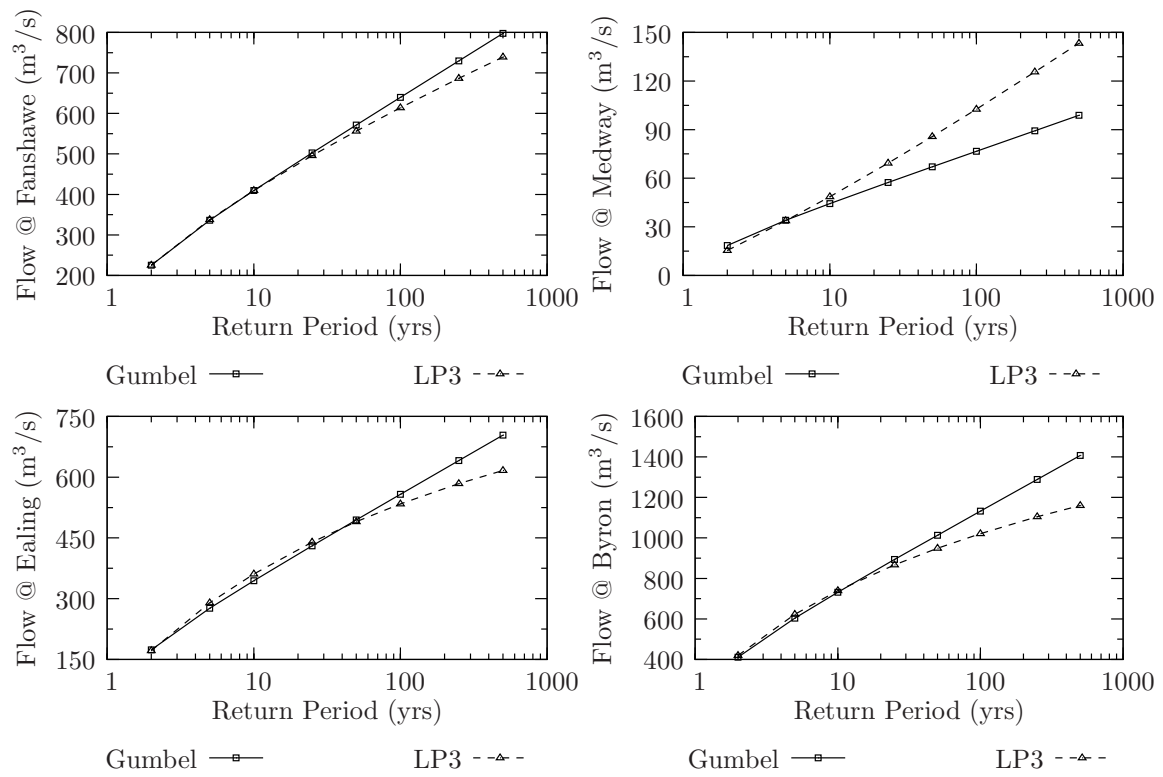 Flow @ Fanshawe (m³/s)
800
700
600
500
400
300
200
1 10 100 1000
Return Period (yrs)
Gumbel LP3
Flow @ Medway (m³/s)
150
120
90
60
30
0
1 10 100 1000
Return Period (yrs)
Gumbel LP3
Flow @ Ealing (m³/s)
750
600
450
300
150
1 10 100 1000
Return Period (yrs)
Gumbel LP3
Flow @ Byron (m³/s)
1600
1400
1200
1000
800
600
400
1 10 100 1000
Return Period (yrs)
Gumbel LP3